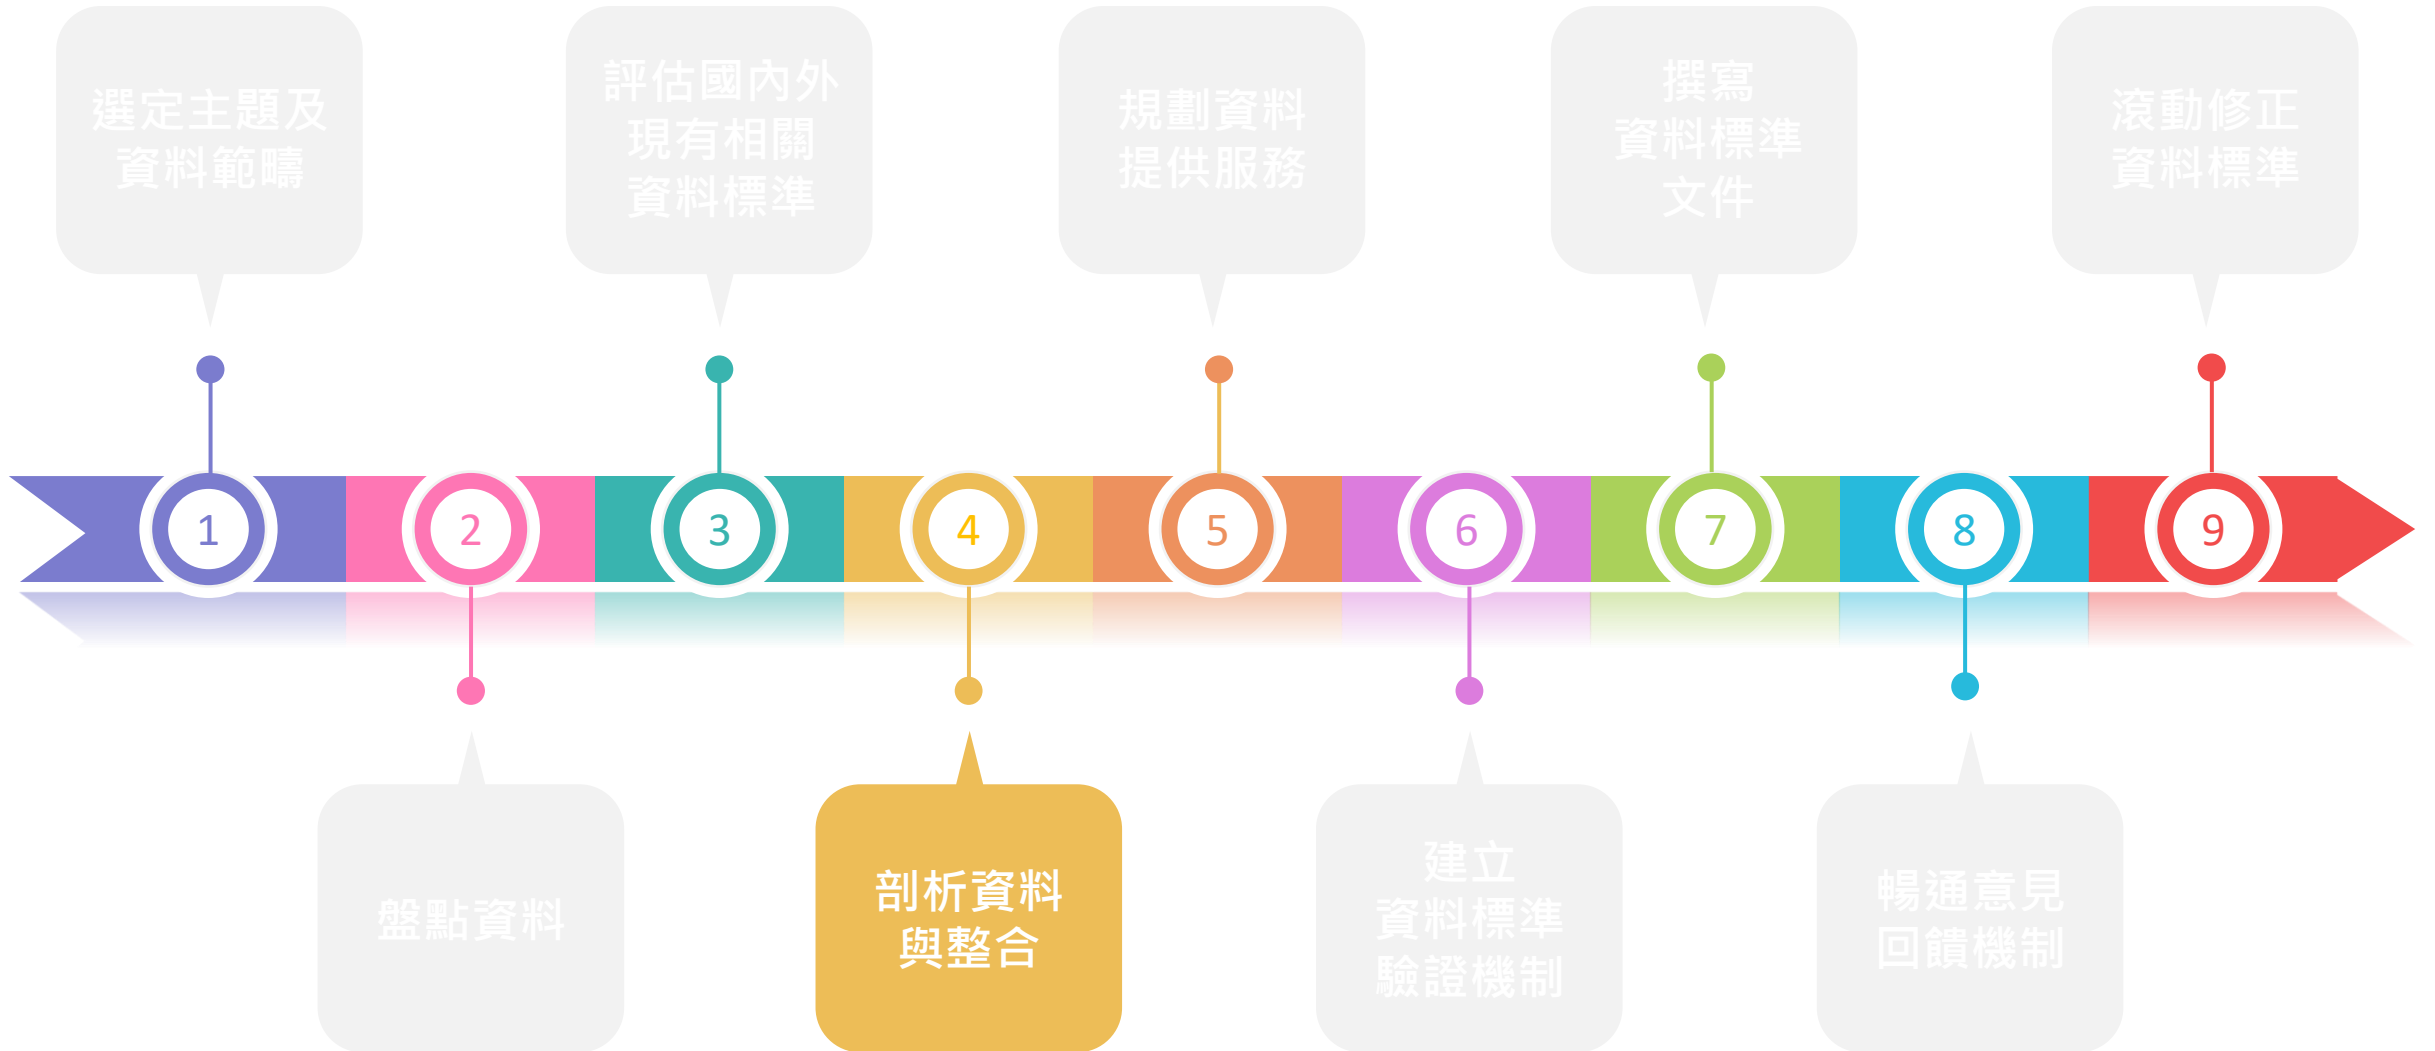 選定主題及
資料範疇
評估國內外
現有相關
資料標準
規劃資料
提供服務
撰寫
資料標準
文件
滾動修正
資料標準
1
2
3
4
5
6
7
8
9
盤點資料
剖析資料
與整合
建立
資料標準
驗證機制
暢通意見
回饋機制